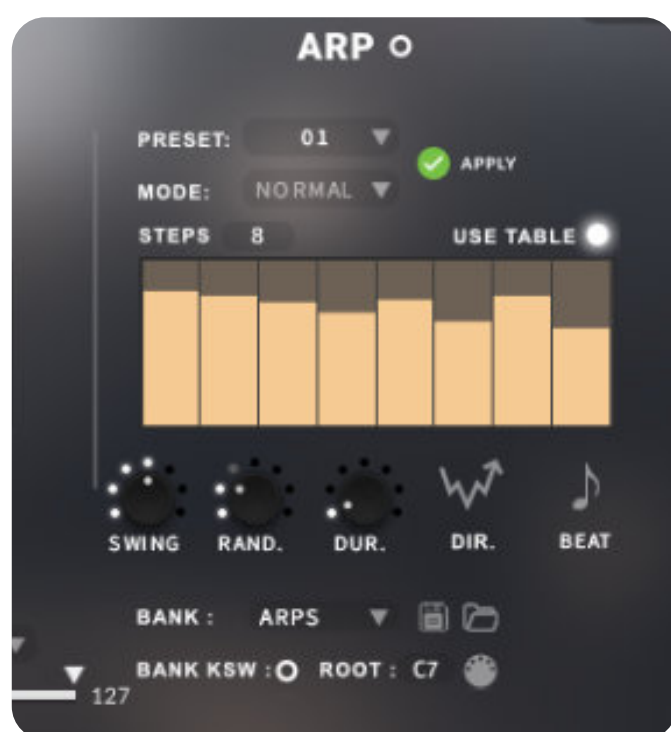 ARP
PRESET: 01
APPLY
MODE: NORMAL
STEPS 8 USE TABLE
SWING RAND. DUR. DIR. BEAT
BANK : ARPS
BANK KSW : ROOT : C7
127